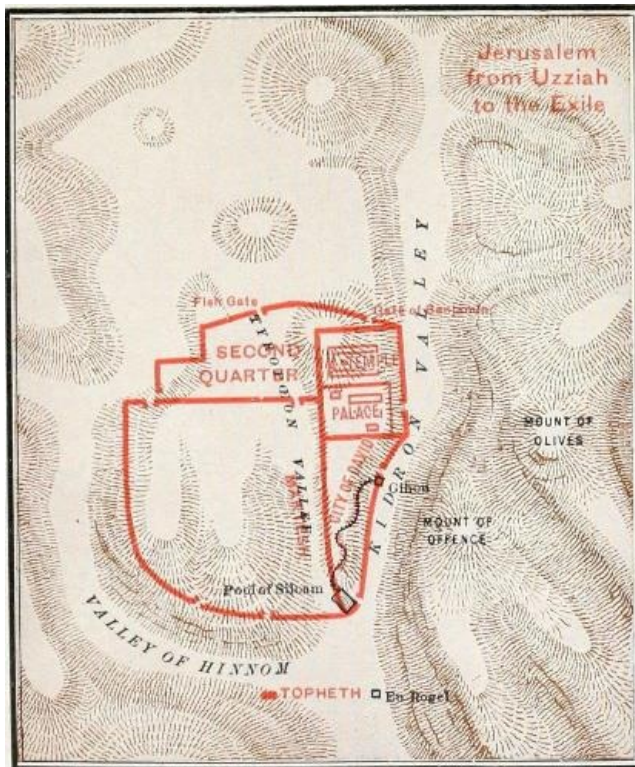 Jerusalem
from Uzziah
to the Exile
Fish Gate
Gate of Benjamin
TYROPOEON VALLEY
KIDRON VALLEY
SECOND
QUARTER
TEMPLE
PALACE
MOUNT OF
OLIVES
CITY OF DAVID
MAKTESH
Gihon
MOUNT OF
OFFENCE
Pool of Siloam
VALLEY OF HINNOM
TOPHETH
En Rogel